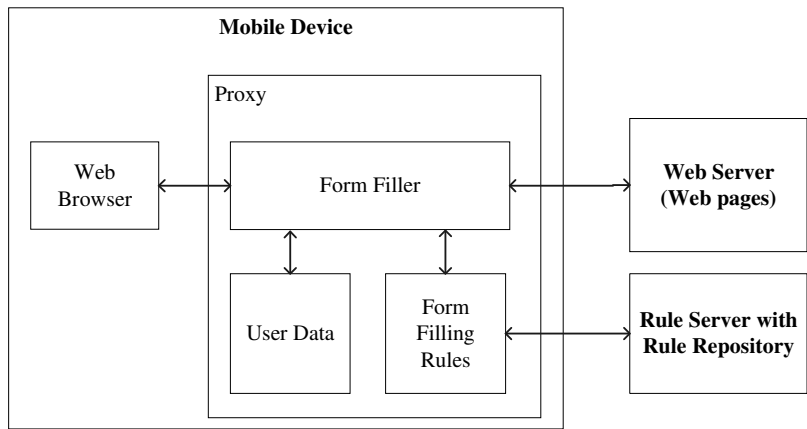 Mobile Device
Proxy
Web
Browser
Form Filler
Web Server
(Web pages)
User Data
Form
Filling
Rules
Rule Server with
Rule Repository